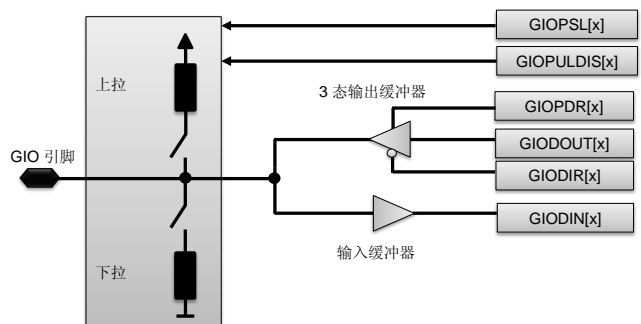 GIOPSL[x]
GIOPULDIS[x]
上拉
3 态输出缓冲器
GIOPDR[x]
GIODOUT[x]
GIO 引脚
GIODIR[x]
GIODIN[x]
输入缓冲器
下拉